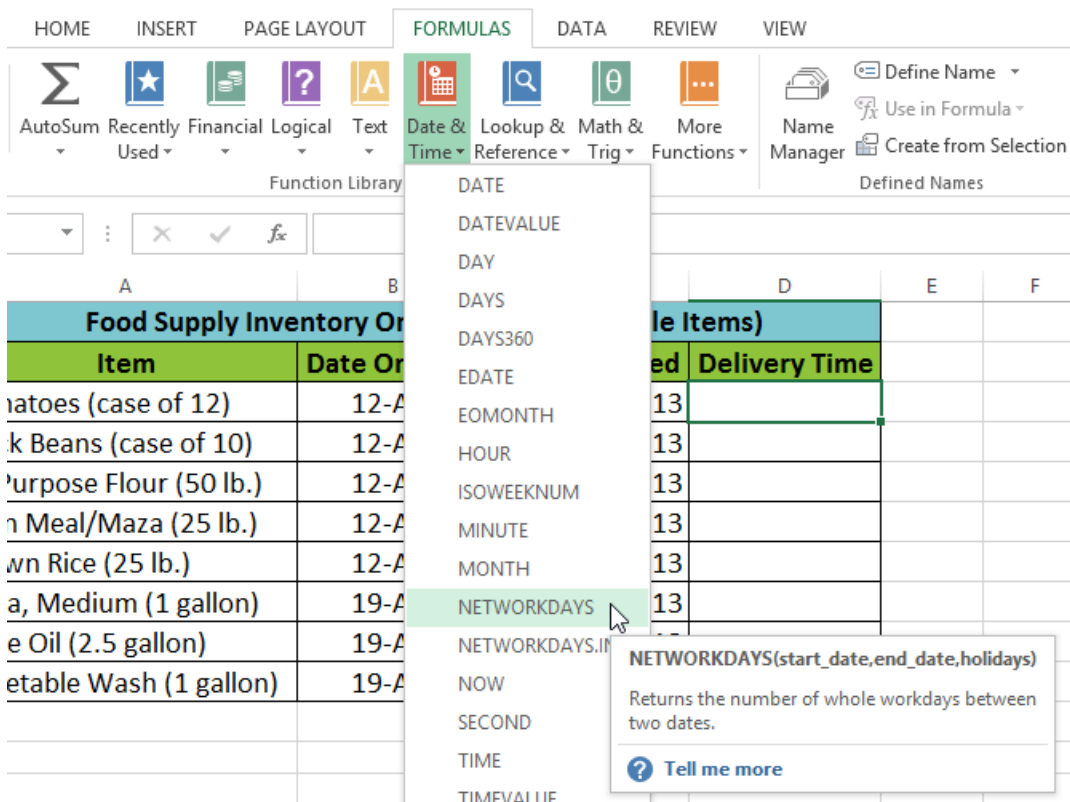 HOME INSERT PAGE LAYOUT FORMULAS DATA REVIEW VIEW
AutoSum Recently Used Financial Logical Text Date & Time Lookup & Reference Math & Trig More Functions
Name Manager
Define Name
Use in Formula
Create from Selection
Function Library
Defined Names
fx
A B D E F
Food Supply Inventory Or le Items)
Item Date Or ed Delivery Time
natoes (case of 12) 12-A 13
k Beans (case of 10) 12-A 13
Purpose Flour (50 lb.) 12-A 13
n Meal/Maza (25 lb.) 12-A 13
wn Rice (25 lb.) 12-A 13
a, Medium (1 gallon) 19-A 13
e Oil (2.5 gallon) 19-A
etable Wash (1 gallon) 19-A
DATE
DATEVALUE
DAY
DAYS
DAYS360
EDATE
EOMONTH
HOUR
ISOWEEKNUM
MINUTE
MONTH
NETWORKDAYS
NETWORKDAYS.IN
NOW
SECOND
TIME
TIMEVALUE
NETWORKDAYS(start_date,end_date,holidays)
Returns the number of whole workdays between
two dates.
Tell me more